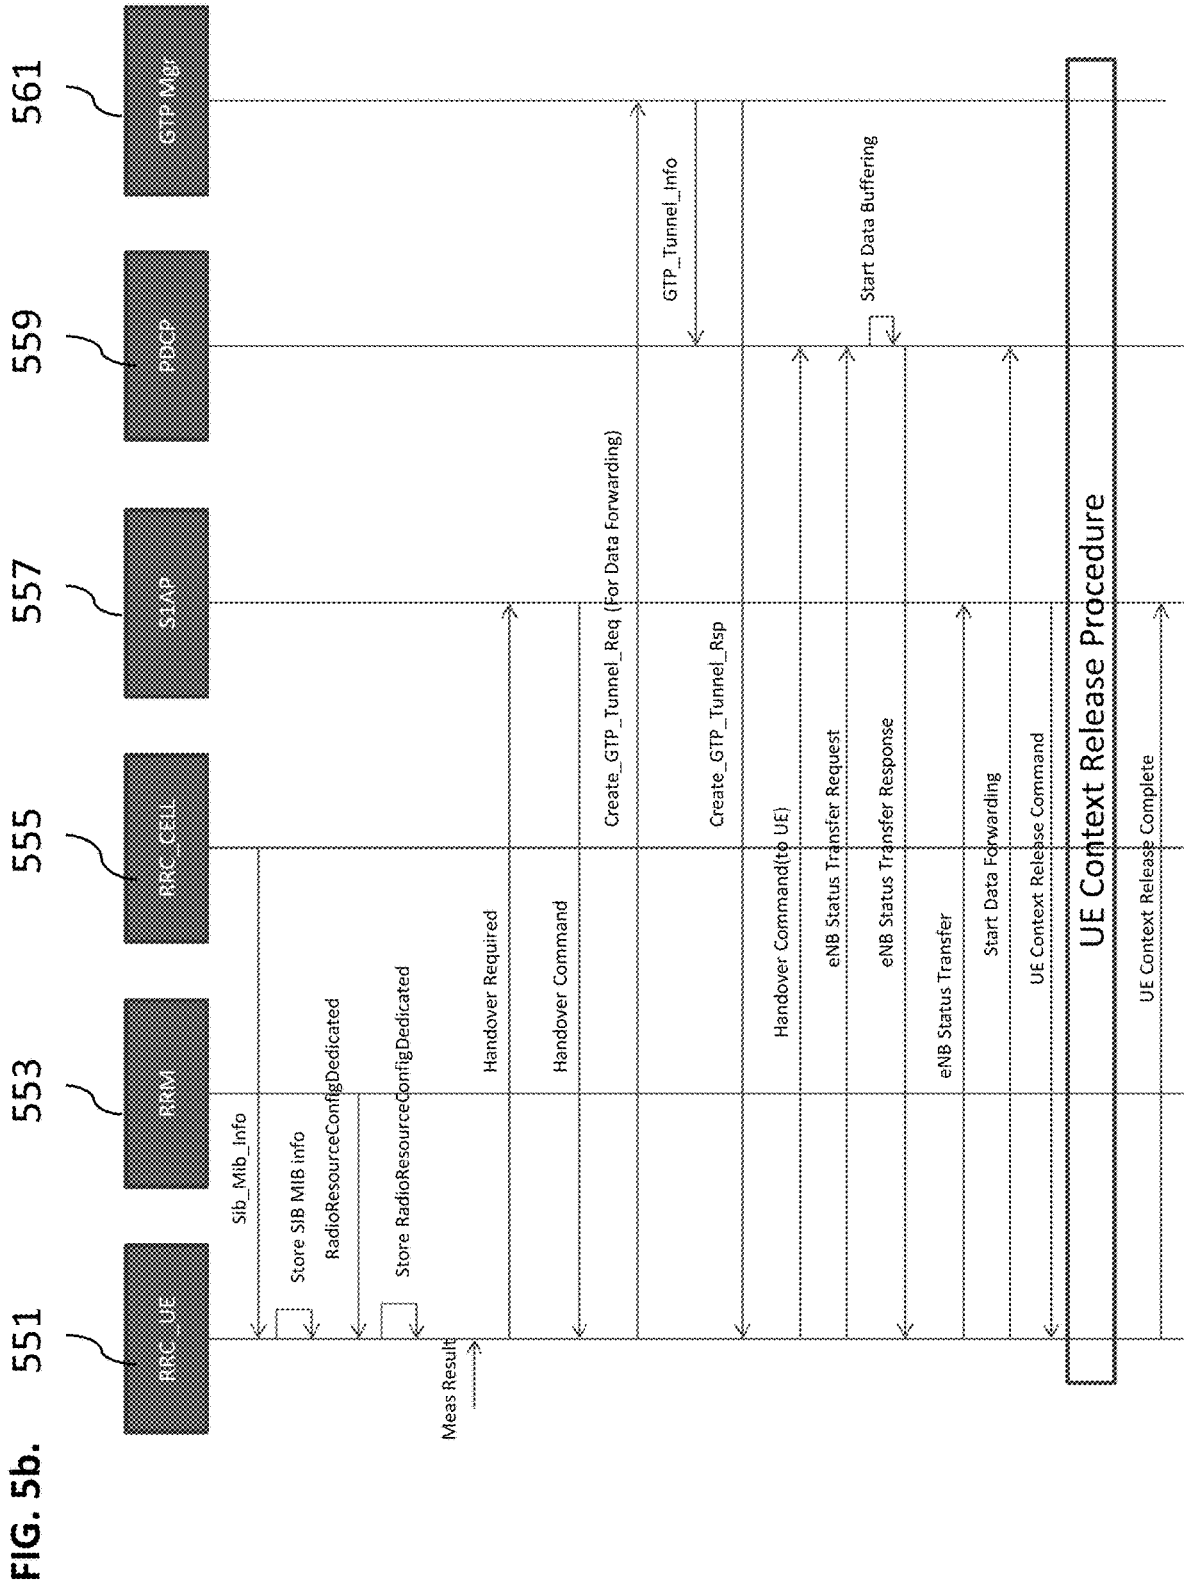 FIG. 5b.
551
553
555
557
559
561
RRC_UE
RRM
RRC_CELL
S1AP
PDCP
GTP Mgr
Sib_Mib_Info
Store SIB MIB info
RadioResourceConfigDedicated
Store RadioResourceConfigDedicated
Meas Result
Handover Required
Handover Command
Create_GTP_Tunnel_Req (For Data Forwarding)
GTP_Tunnel_Info
Create_GTP_Tunnel_Rsp
Handover Command(to UE)
eNB Status Transfer Request
Start Data Buffering
eNB Status Transfer Response
eNB Status Transfer
Start Data Forwarding
UE Context Release Command
UE Context Release Procedure
UE Context Release Complete